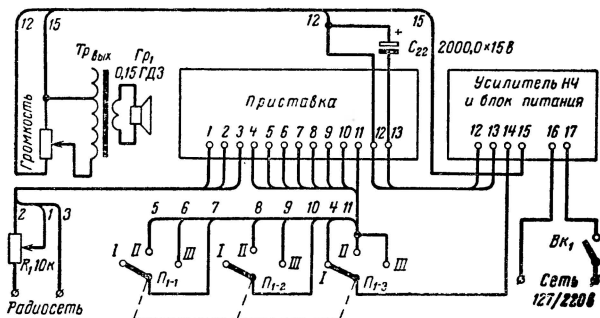 12 15 12 15
Тр вых
Гр₁
0,15 ГДЗ
+
C₂₂ 2000,0×15В
Громкость
Приставка
1 2 3 4 5 6 7 8 9 10 11 12 13
Усилитель НЧ
и блок питания
12 13 14 15 16 17
2 1 3
R₁ 10к
Радиосеть
5 6 7 8 9 10 4 11
I II III
П₁₋₁
I II III
П₁₋₂
I II III
П₁₋₃
Вк₁
Сеть
127/220В